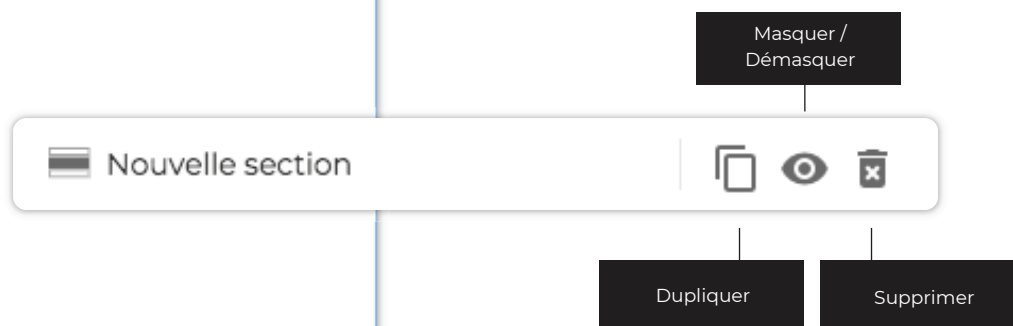 Masquer /
Démasquer
Nouvelle section
Dupliquer
Supprimer